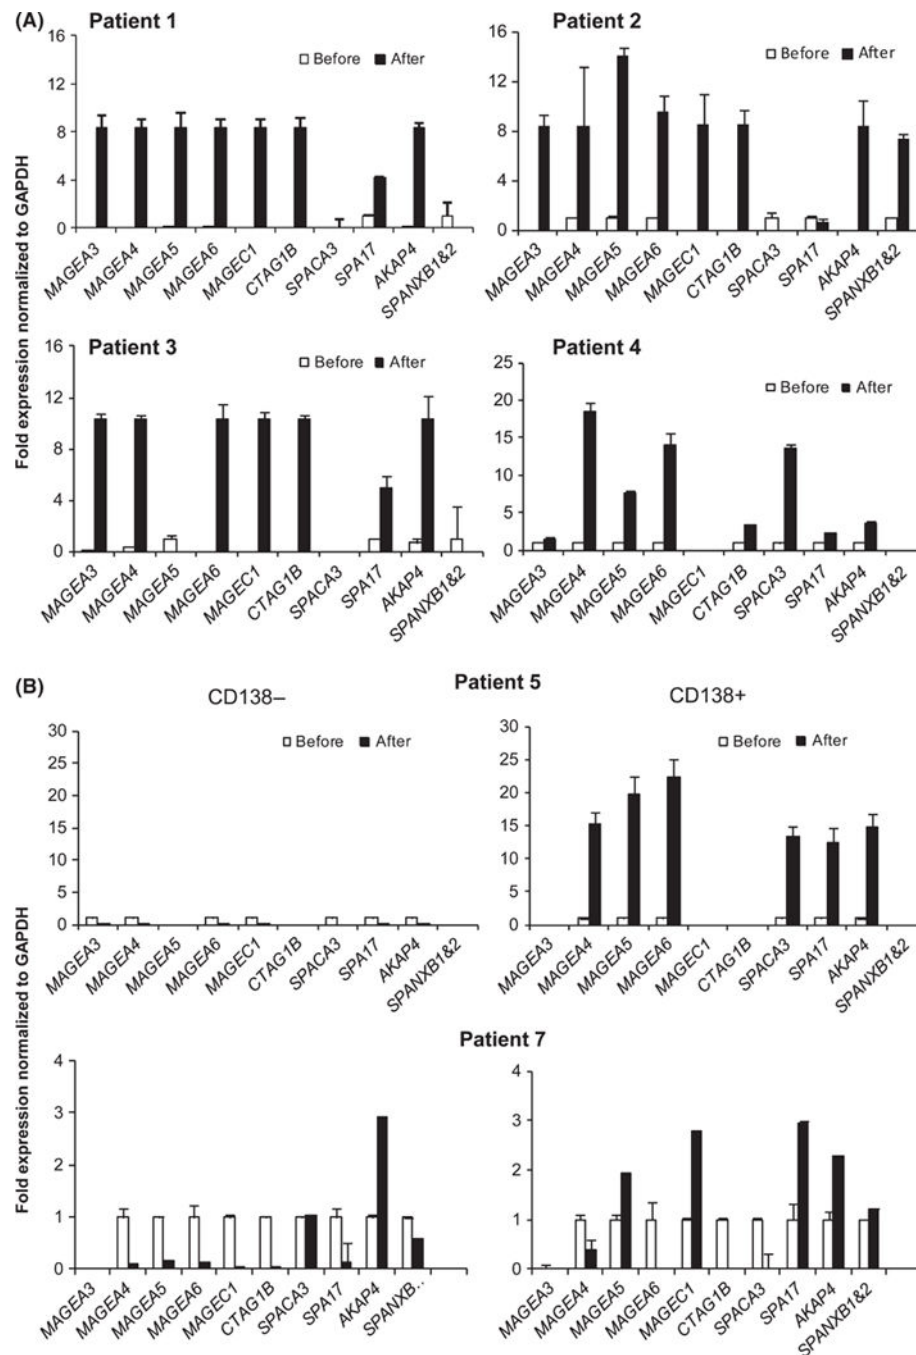 (A)
Patient 1
Patient 2
Before After
Before After
Fold expression normalized to GAPDH
16
12
8
4
0
MAGEA3
MAGEA4
MAGEA5
MAGEA6
MAGEC1
CTAG1B
SPACA3
SPA17
AKAP4
SPANXB1&2
16
12
8
4
0
MAGEA3
MAGEA4
MAGEA5
MAGEA6
MAGEC1
CTAG1B
SPACA3
SPA17
AKAP4
SPANXB1&2
Patient 3
Patient 4
Before After
Before After
16
12
8
4
0
MAGEA3
MAGEA4
MAGEA5
MAGEA6
MAGEC1
CTAG1B
SPACA3
SPA17
AKAP4
SPANXB1&2
25
20
15
10
5
0
MAGEA3
MAGEA4
MAGEA5
MAGEA6
MAGEC1
CTAG1B
SPACA3
SPA17
AKAP4
SPANXB1&2
(B)
Patient 5
CD138–
CD138+
Before After
Before After
Fold expression normalized to GAPDH
30
25
20
15
10
5
0
MAGEA3
MAGEA4
MAGEA5
MAGEA6
MAGEC1
CTAG1B
SPACA3
SPA17
AKAP4
SPANXB1&2
30
25
20
15
10
5
0
MAGEA3
MAGEA4
MAGEA5
MAGEA6
MAGEC1
CTAG1B
SPACA3
SPA17
AKAP4
SPANXB1&2
Patient 7
4
3
2
1
0
MAGEA3
MAGEA4
MAGEA5
MAGEA6
MAGEC1
CTAG1B
SPACA3
SPA17
AKAP4
SPANXB..
4
3
2
1
0
MAGEA3
MAGEA4
MAGEA5
MAGEA6
MAGEC1
CTAG1B
SPACA3
SPA17
AKAP4
SPANXB1&2